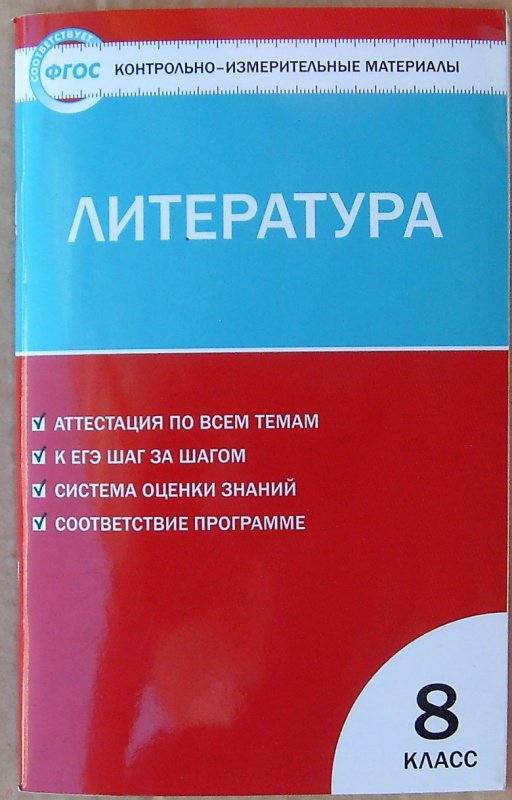 СООТВЕТСТВУЕТ
ФГОС
КОНТРОЛЬНО-ИЗМЕРИТЕЛЬНЫЕ МАТЕРИАЛЫ
ЛИТЕРАТУРА
АТТЕСТАЦИЯ ПО ВСЕМ ТЕМАМ
К ЕГЭ ШАГ ЗА ШАГОМ
СИСТЕМА ОЦЕНКИ ЗНАНИЙ
СООТВЕТСТВИЕ ПРОГРАММЕ
8
КЛАСС